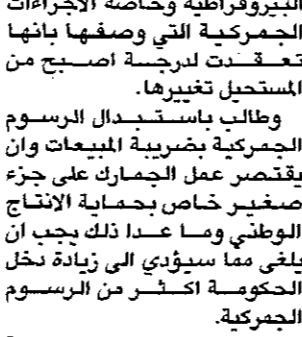 البيروقراطية وخاصة الاجراءات
الجمركية التي وصفها بانها
تعقدت لدرجة اصبح من
المستحيل تغييرها.
وطالب باستبدال الرسوم
الجمركية بضريبة المبيعات وان
يقتصر عمل الجمارك على جزء
صغير خاص بحماية الانتاج
الوطني وما عدا ذلك يجب ان
يلغى مما سيؤدي الى زيادة دخل
الحكومة اكثر من الرسوم
الجمركية.